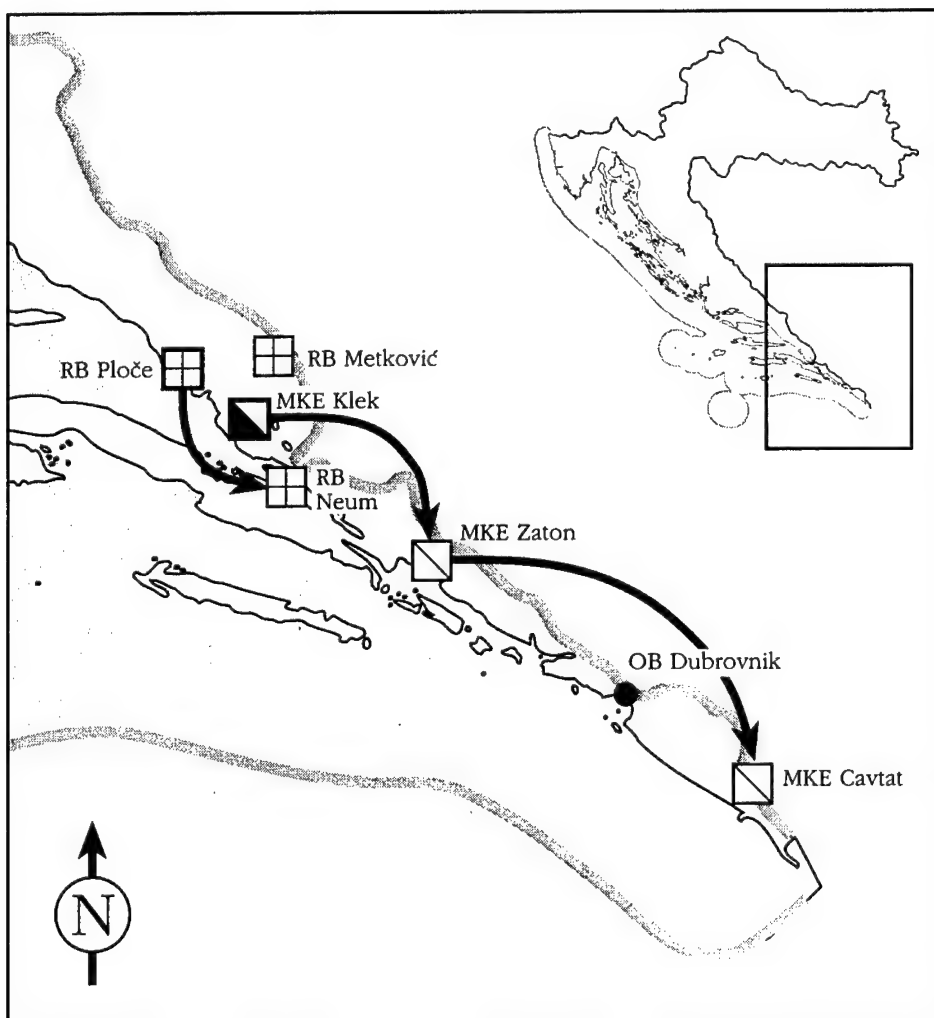 RB Metković
RB Ploče
MKE Klek
RB
Neum
MKE Zaton
OB Dubrovnik
MKE Cavtat
N